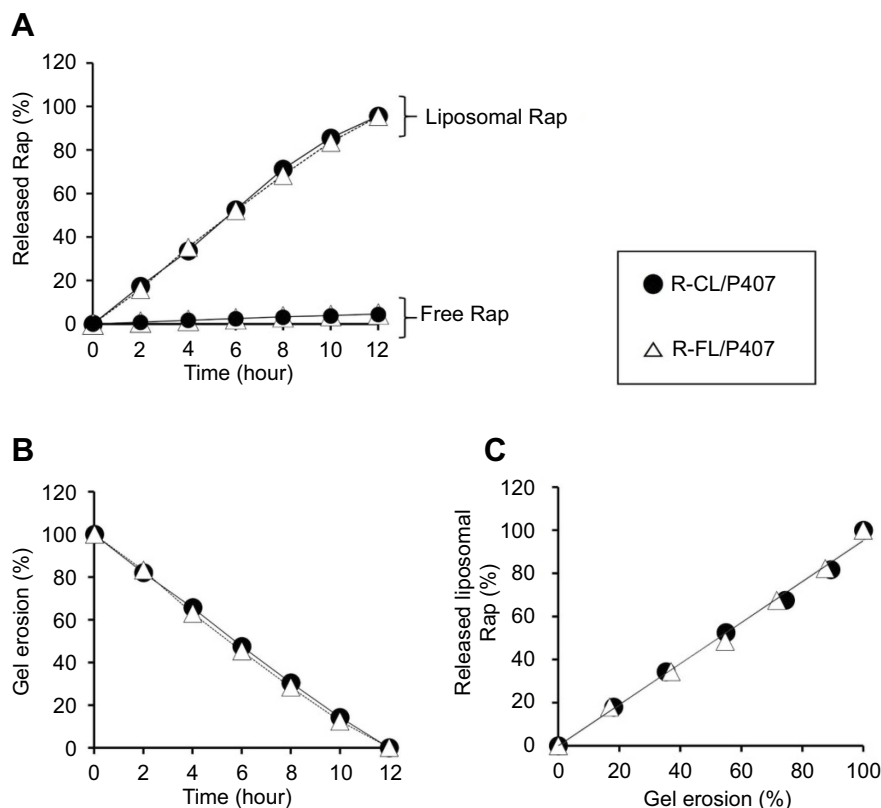 A
120
100
80
60
40
20
0
Released Rap (%)
0 2 4 6 8 10 12
Time (hour)
Liposomal Rap
Free Rap
R-CL/P407
R-FL/P407
B
120
100
80
60
40
20
0
Gel erosion (%)
0 2 4 6 8 10 12
Time (hour)
C
120
100
80
60
40
20
0
Released liposomal
Rap (%)
0 20 40 60 80 100
Gel erosion (%)